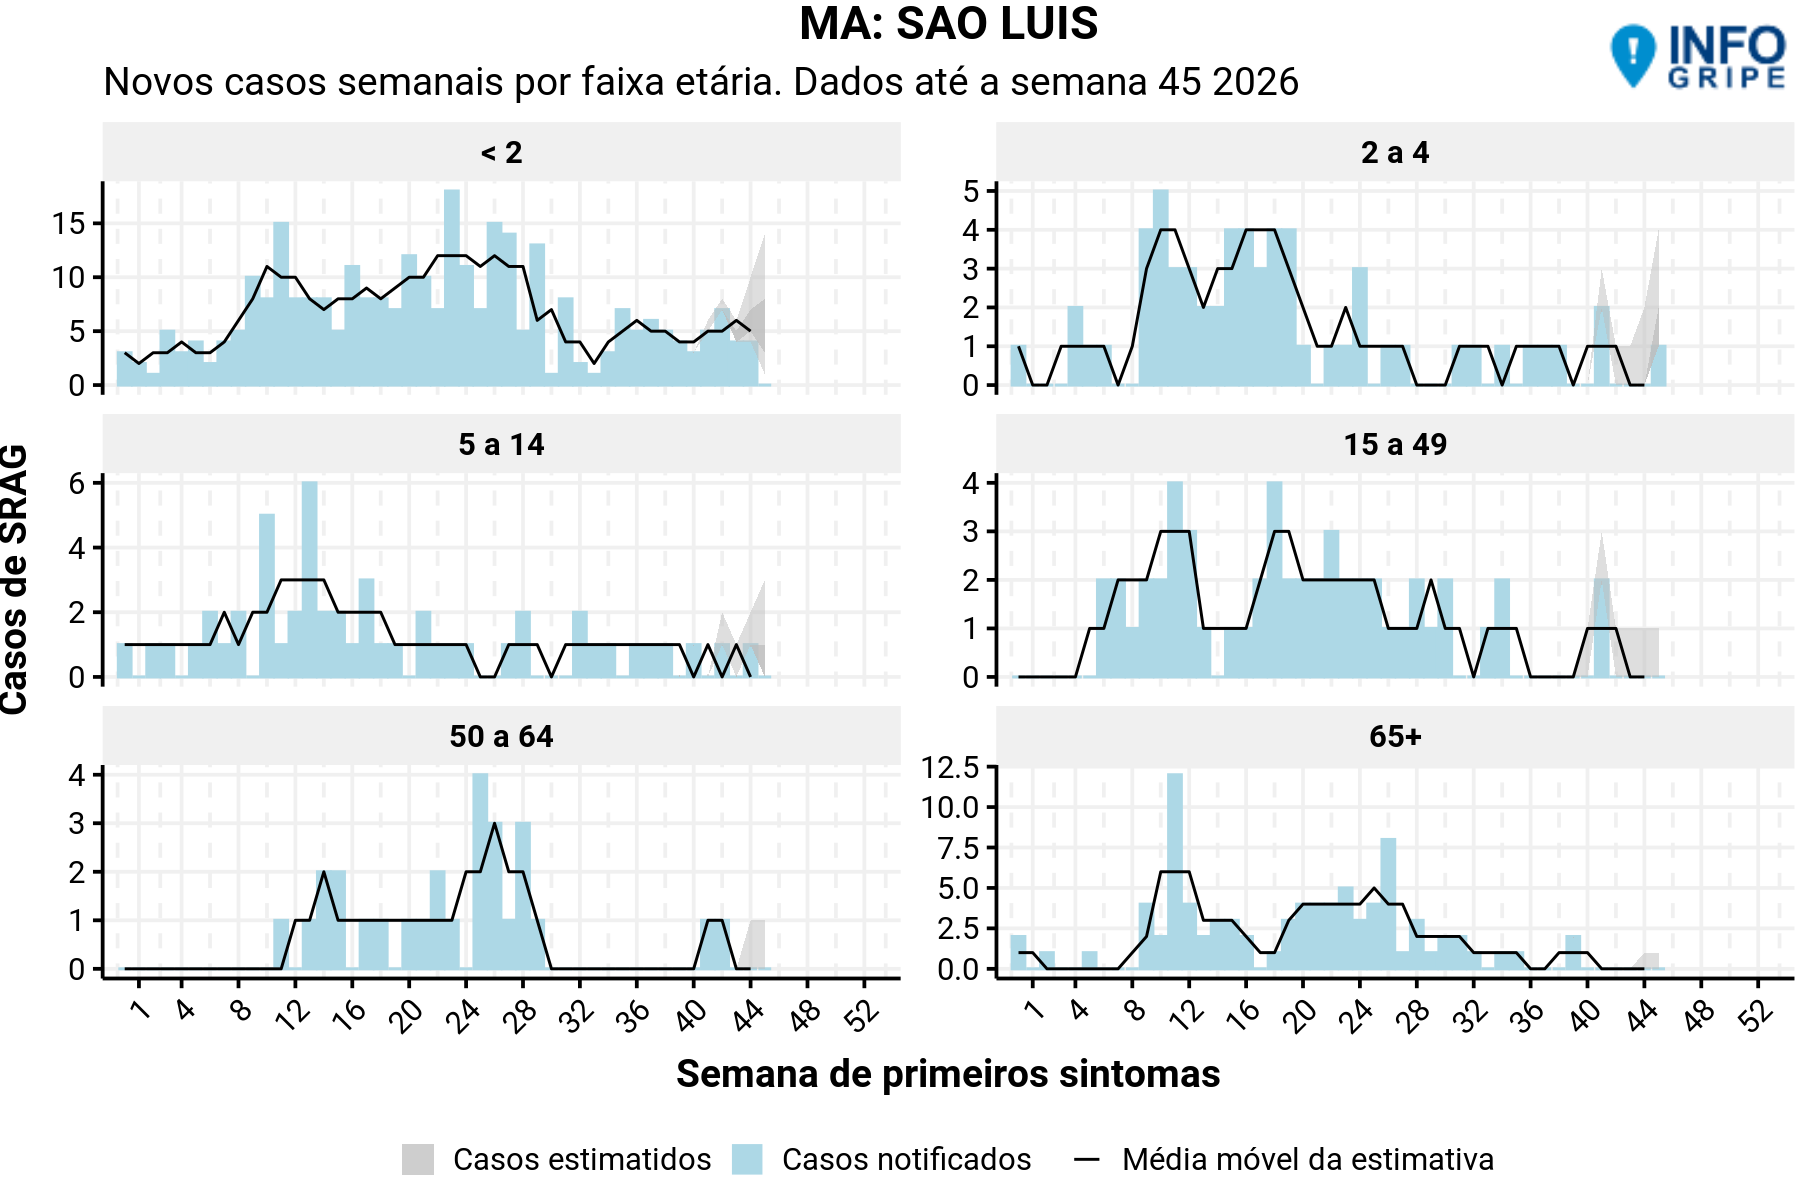 MA: SAO LUIS
Novos casos semanais por faixa etária. Dados até a semana 45 2026
INFO
GRIPE
< 2
15
10
5
0
2 a 4
5
4
3
2
1
0
5 a 14
6
4
2
0
15 a 49
4
3
2
1
0
50 a 64
4
3
2
1
0
65+
12.5
10.0
7.5
5.0
2.5
0.0
Casos de SRAG
1 4 8 12 16 20 24 28 32 36 40 44 48 52
1 4 8 12 16 20 24 28 32 36 40 44 48 52
Semana de primeiros sintomas
Casos estimatidos Casos notificados Média móvel da estimativa